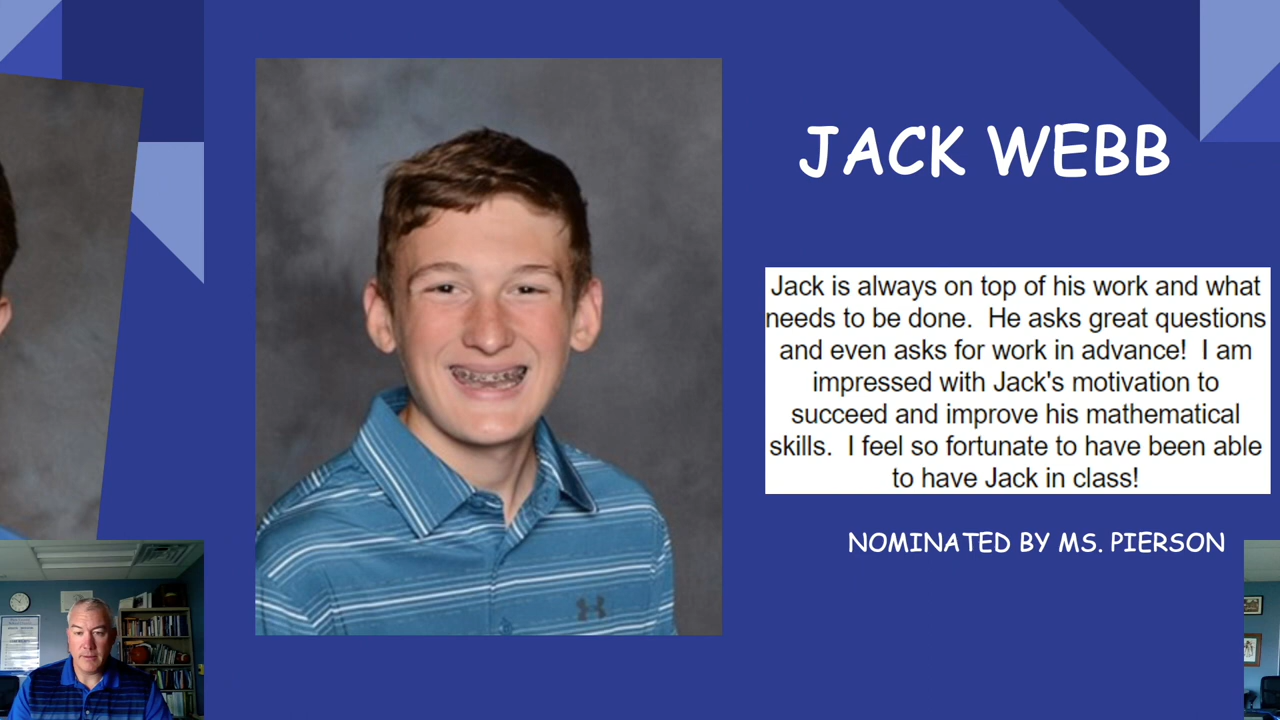 JACK WEBB
Jack is always on top of his work and what
needs to be done.  He asks great questions
and even asks for work in advance!  I am
impressed with Jack's motivation to
succeed and improve his mathematical
skills.  I feel so fortunate to have been able
to have Jack in class!
NOMINATED BY MS. PIERSON